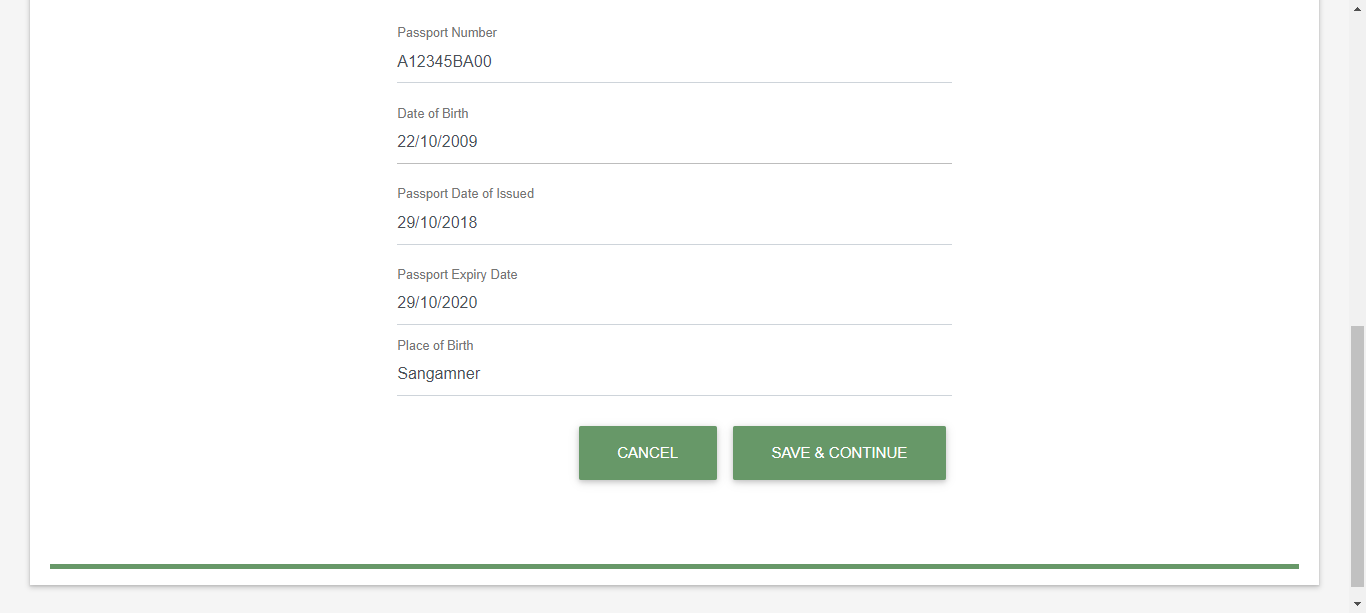 Passport Number
A12345BA00
Date of Birth
22/10/2009
Passport Date of Issued
29/10/2018
Passport Expiry Date
29/10/2020
Place of Birth
Sangamner
CANCEL
SAVE & CONTINUE